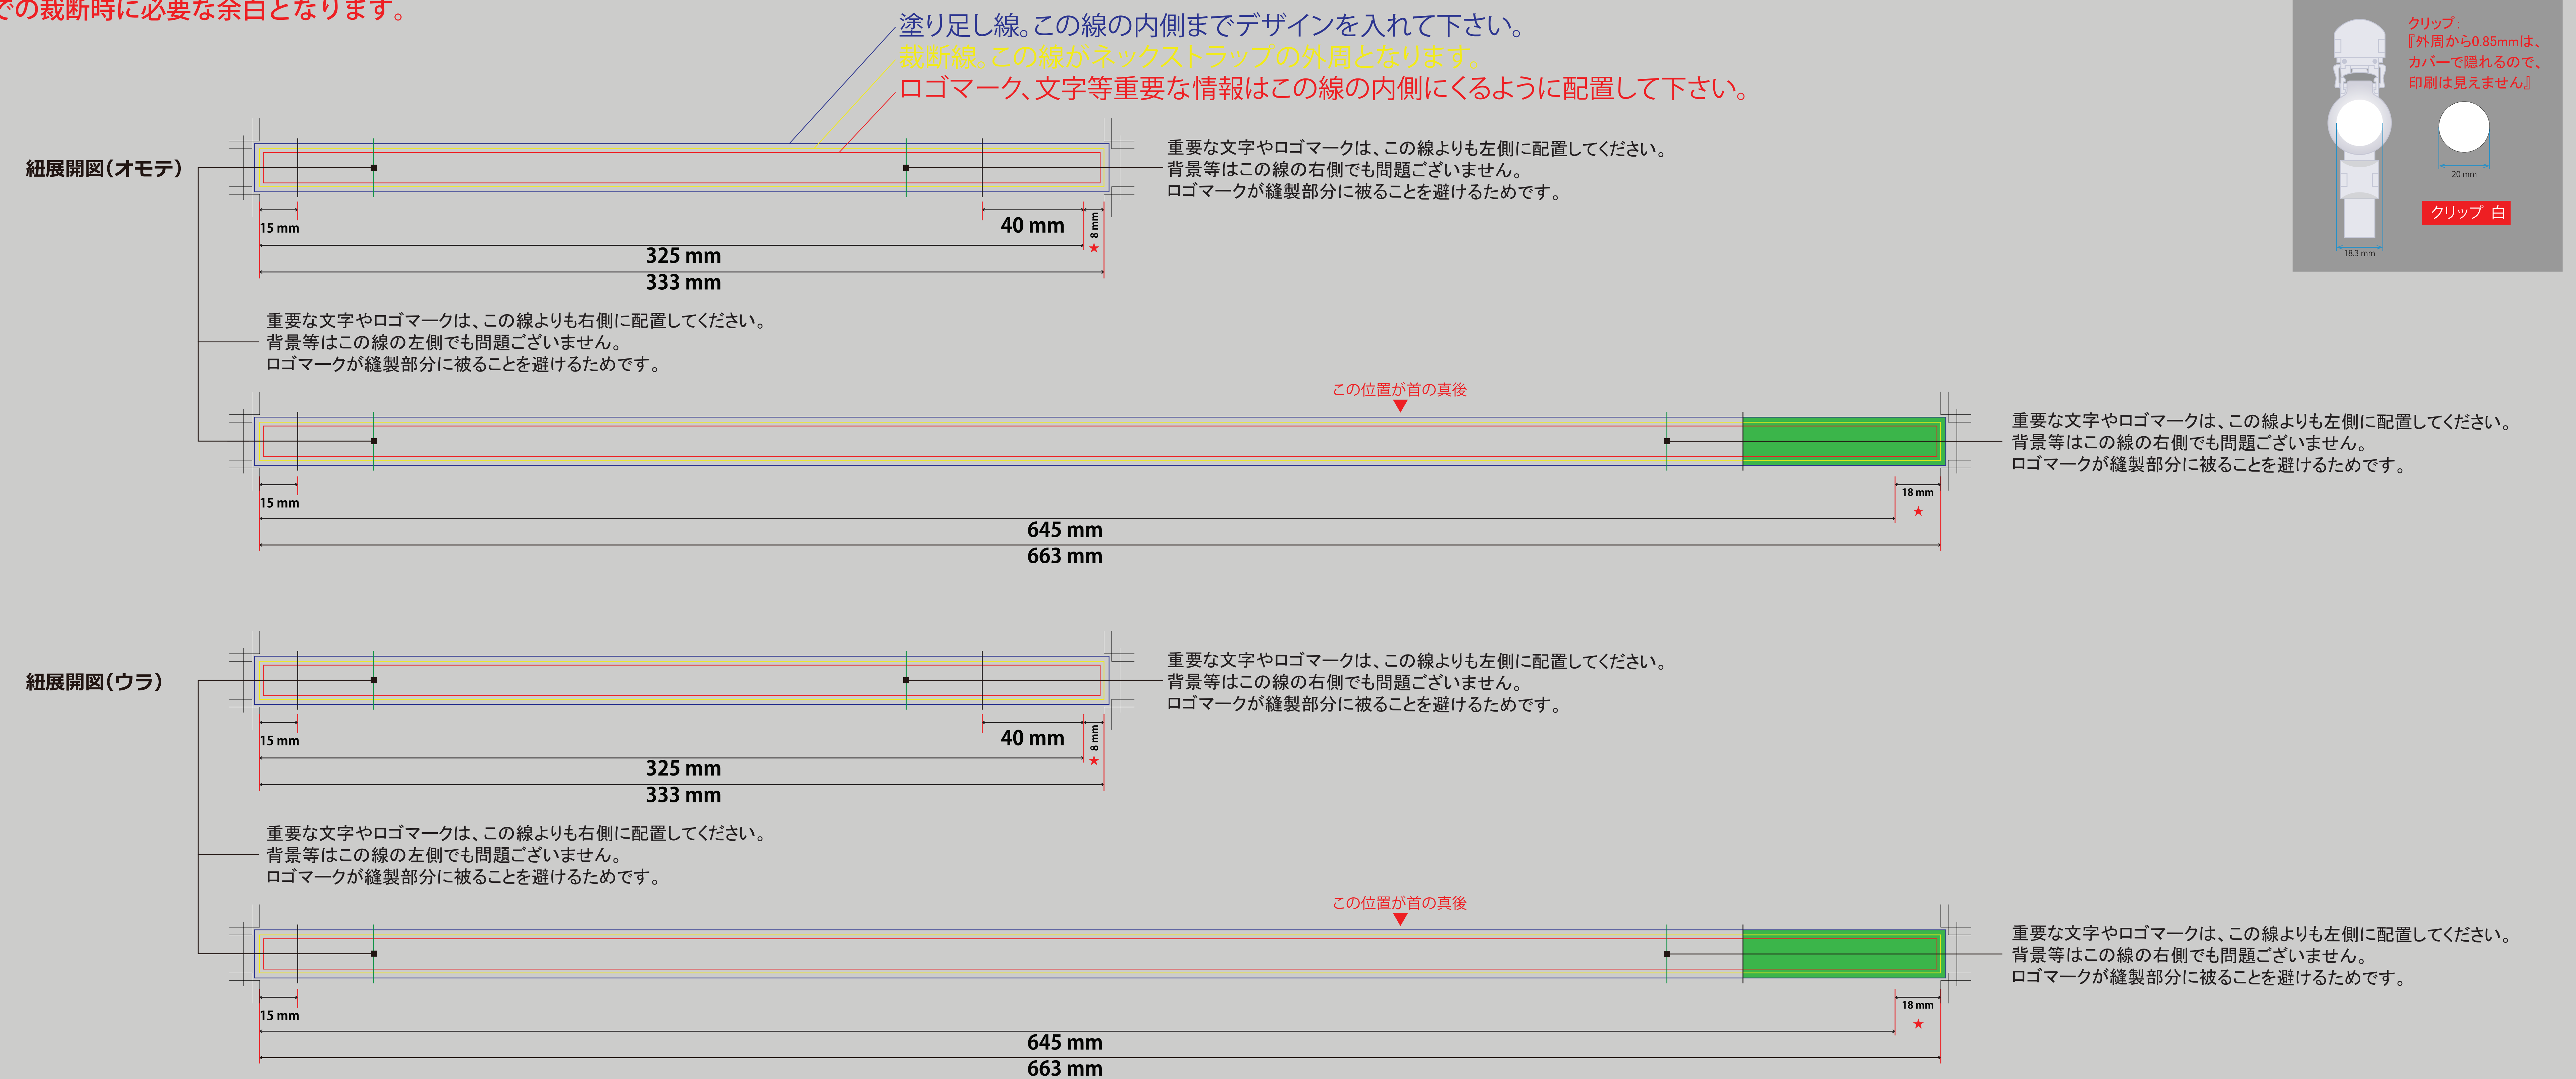 での裁断時に必要な余白となります。
塗り足し線。この線の内側までデザインを入れて下さい。
裁断線。この線がネックストラップの外周となります。
ロゴマーク、文字等重要な情報はこの線の内側にくるように配置して下さい。
クリップ:
『外周から0.85mmは、
カバーで隠れるので、
印刷は見えません』
20 mm
クリップ 白
18.3 mm
紐展開図(オモテ)
重要な文字やロゴマークは、この線よりも左側に配置してください。
背景等はこの線の右側でも問題ございません。
ロゴマークが縫製部分に被ることを避けるためです。
15 mm
40 mm
8 mm
★
325 mm
333 mm
重要な文字やロゴマークは、この線よりも右側に配置してください。
背景等はこの線の左側でも問題ございません。
ロゴマークが縫製部分に被ることを避けるためです。
この位置が首の真後
重要な文字やロゴマークは、この線よりも左側に配置してください。
背景等はこの線の右側でも問題ございません。
ロゴマークが縫製部分に被ることを避けるためです。
15 mm
18 mm
★
645 mm
663 mm
紐展開図(ウラ)
重要な文字やロゴマークは、この線よりも左側に配置してください。
背景等はこの線の右側でも問題ございません。
ロゴマークが縫製部分に被ることを避けるためです。
15 mm
40 mm
8 mm
★
325 mm
333 mm
重要な文字やロゴマークは、この線よりも右側に配置してください。
背景等はこの線の左側でも問題ございません。
ロゴマークが縫製部分に被ることを避けるためです。
この位置が首の真後
重要な文字やロゴマークは、この線よりも左側に配置してください。
背景等はこの線の右側でも問題ございません。
ロゴマークが縫製部分に被ることを避けるためです。
15 mm
18 mm
★
645 mm
663 mm